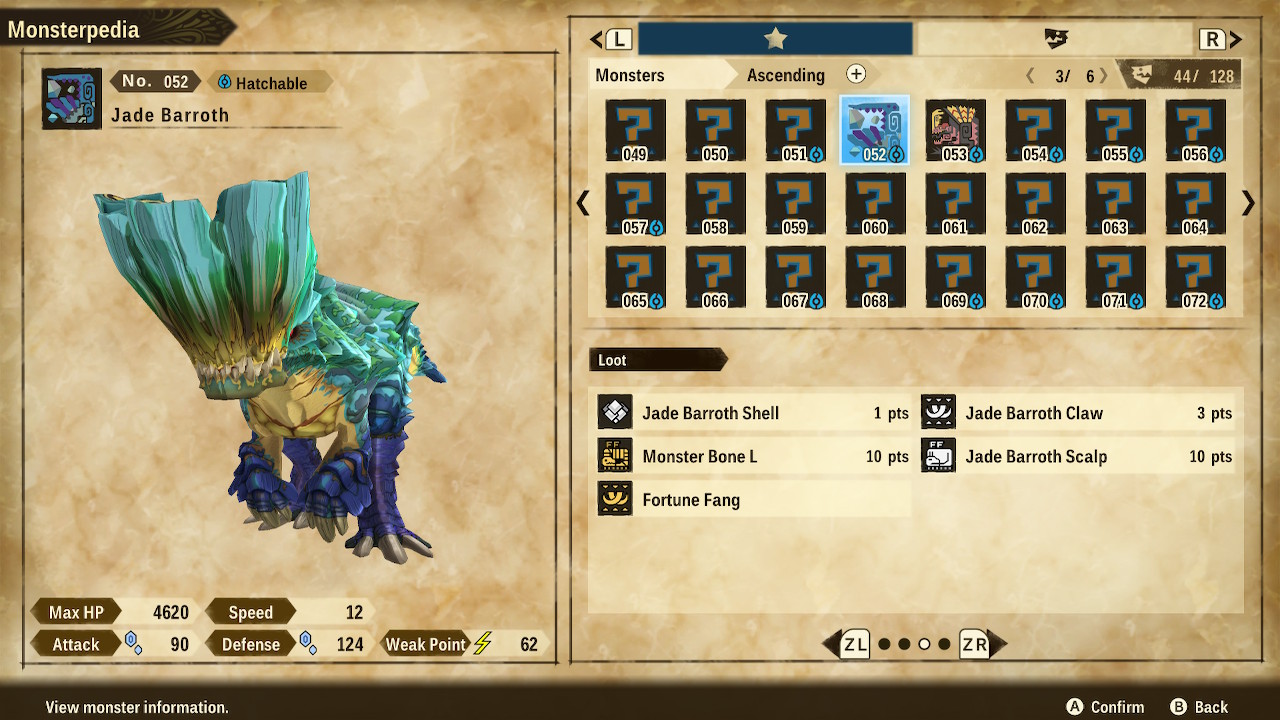 Monsterpedia
No. 052 Hatchable
Jade Barroth
Max HP 4620 Speed 12
Attack 90 Defense 124 Weak Point 62
L R
Monsters Ascending 3/ 6 44/ 128
049 050 051 052 053 054 055 056
057 058 059 060 061 062 063 064
065 066 067 068 069 070 071 072
Loot
Jade Barroth Shell 1 pts Jade Barroth Claw 3 pts
Monster Bone L 10 pts Jade Barroth Scalp 10 pts
Fortune Fang
ZL ZR
View monster information. A Confirm B Back